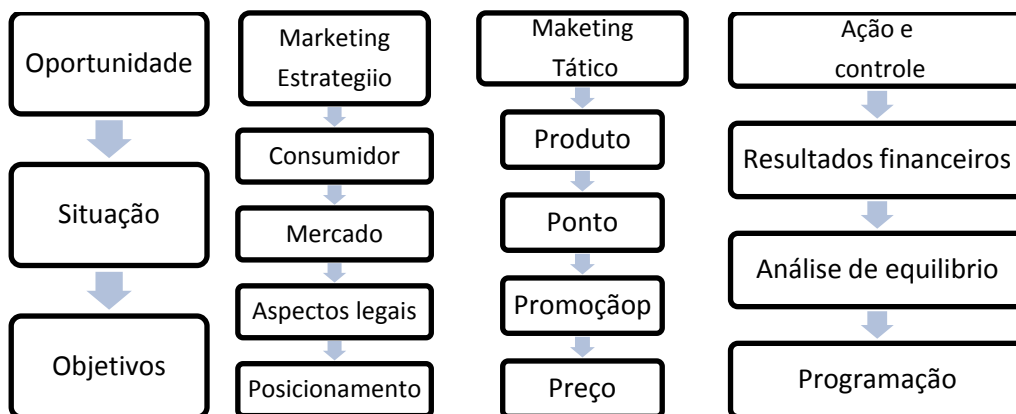 Oportunidade
Situação
Objetivos
Marketing
Estrategiio
Consumidor
Mercado
Aspectos legais
Posicionamento
Maketing
Tático
Produto
Ponto
Promoçãop
Preço
Ação e
controle
Resultados financeiros
Análise de equilibrio
Programação